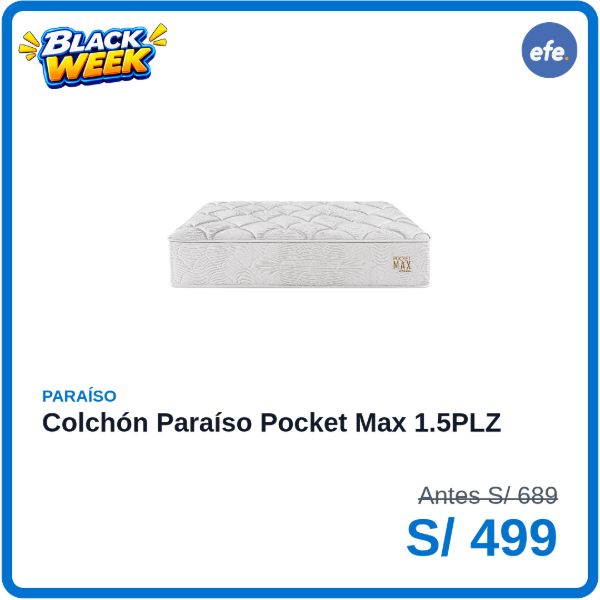 BLACK
WEEK
efe.
POCKET
MAX
PARAÍSO
Colchón Paraíso Pocket Max 1.5PLZ
Antes S/ 689
S/ 499